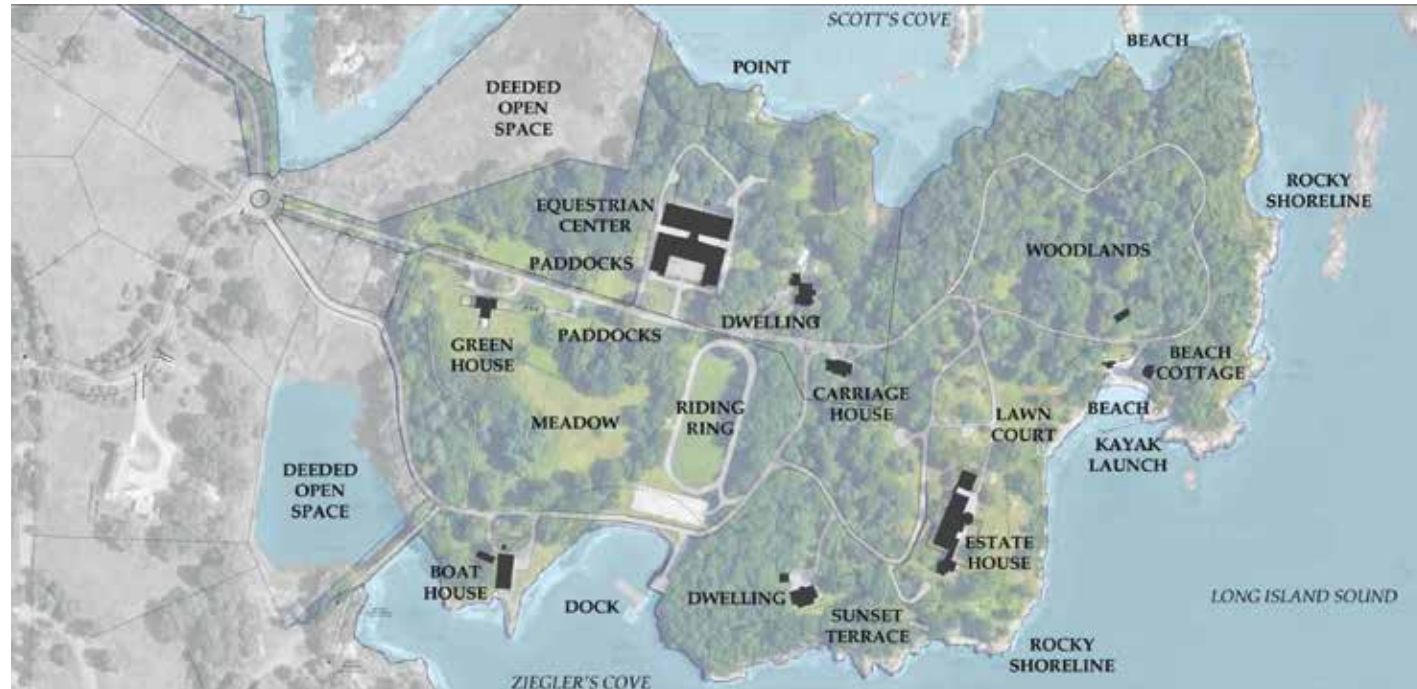 SCOTT'S COVE
BEACH
POINT
DEEDED
OPEN
SPACE
ROCKY
SHORELINE
EQUESTRIAN
CENTER
WOODLANDS
PADDOCKS
DWELLING
PADDOCKS
GREEN
HOUSE
BEACH
COTTAGE
CARRIAGE
HOUSE
RIDING
RING
MEADOW
LAWN
COURT
BEACH
KAYAK
LAUNCH
DEEDED
OPEN
SPACE
ESTATE
HOUSE
BOAT
HOUSE
DOCK
DWELLING
SUNSET
TERRACE
LONG ISLAND SOUND
ROCKY
SHORELINE
ZIEGLER'S COVE